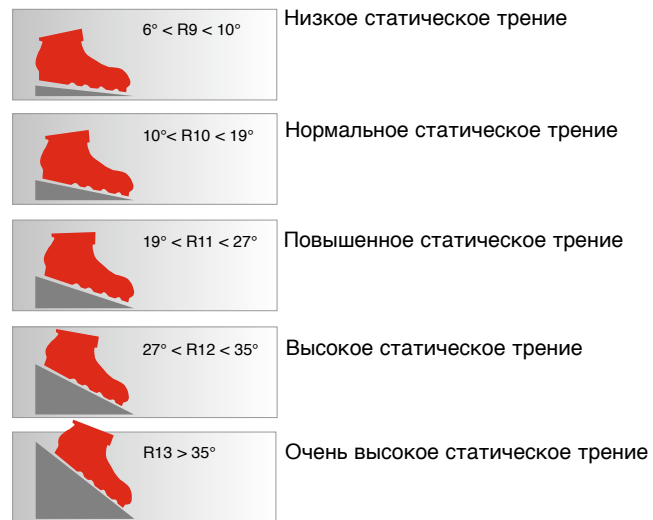 6° < R9 < 10°
Низкое статическое трение
10°< R10 < 19°
Нормальное статическое трение
19° < R11 < 27°
Повышенное статическое трение
27° < R12 < 35°
Высокое статическое трение
R13 > 35°
Очень высокое статическое трение